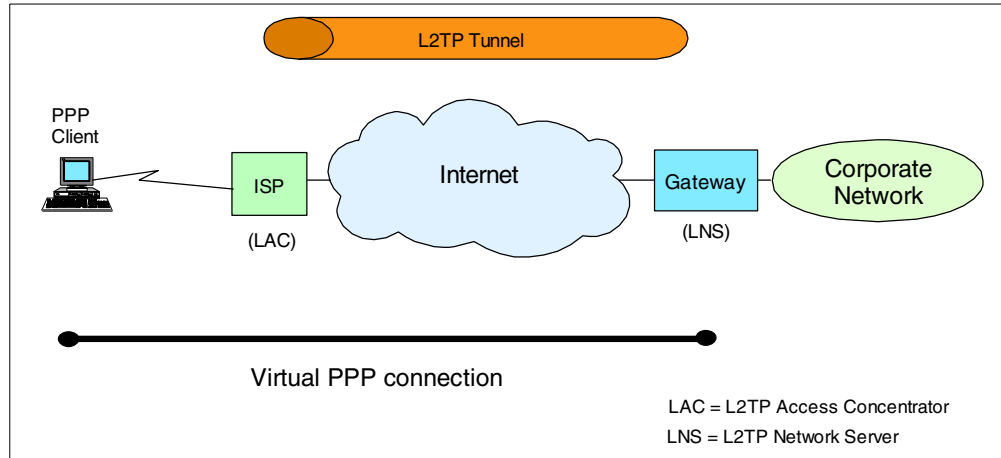 L2TP Tunnel
PPP
Client
ISP
(LAC)
Internet
Gateway
(LNS)
Corporate
Network
Virtual PPP connection
LAC = L2TP Access Concentrator
LNS = L2TP Network Server